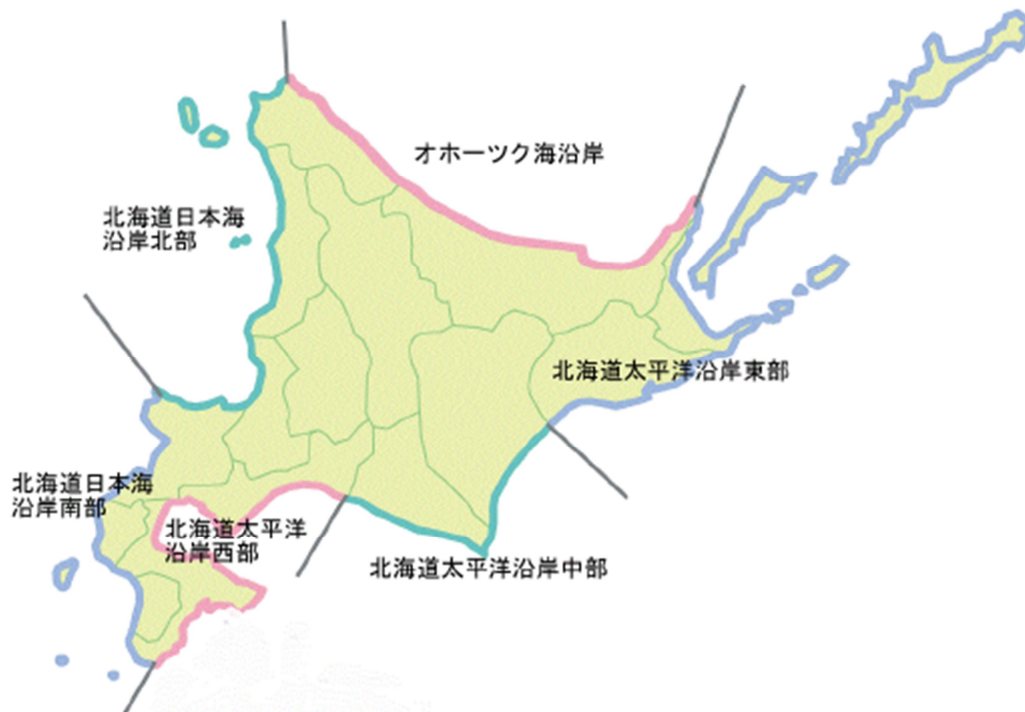 オホーツク海沿岸
北海道日本海
沿岸北部
北海道太平洋沿岸東部
北海道日本海
沿岸南部
北海道太平洋
沿岸西部
北海道太平洋沿岸中部